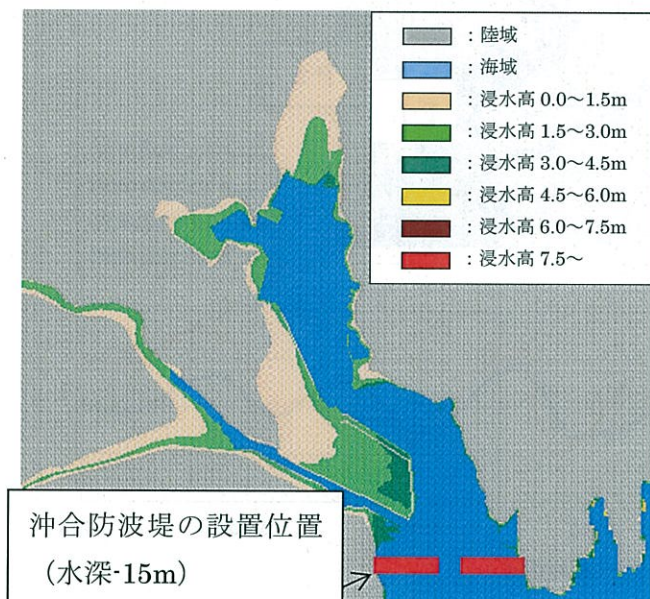 ：陸域
：海域
：浸水高 0.0～1.5m
：浸水高 1.5～3.0m
：浸水高 3.0～4.5m
：浸水高 4.5～6.0m
：浸水高 6.0～7.5m
：浸水高 7.5～
沖合防波堤の設置位置
（水深-15m）